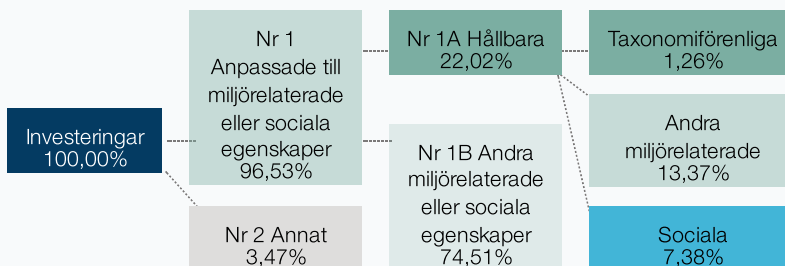 Investeringar
100,00%
Nr 1
Anpassade till
miljörelaterade
eller sociala
egenskaper
96,53%
Nr 2 Annat
3,47%
Nr 1A Hållbara
22,02%
Nr 1B Andra
miljörelaterade
eller sociala
egenskaper
74,51%
Taxonomiförenliga
1,26%
Andra
miljörelaterade
13,37%
Sociala
7,38%